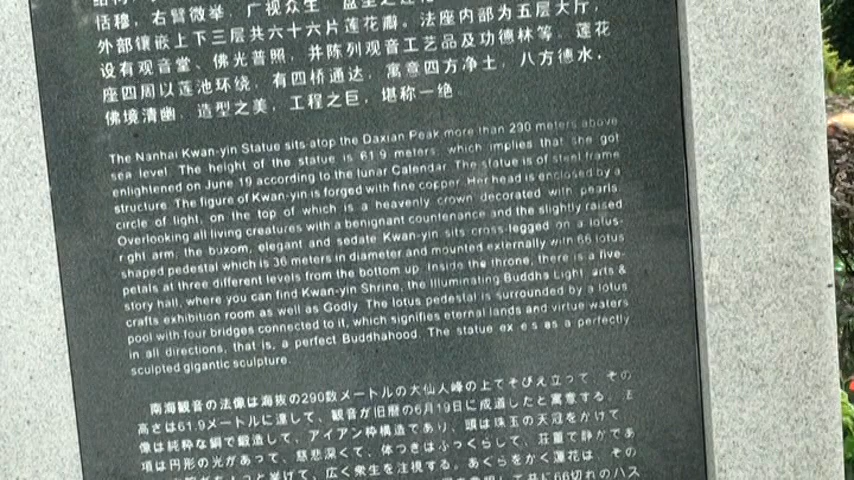 恬穆，右臂微举，广视众生
外部镶嵌上下三层共六十六片莲花瓣。法座内部为五层大厅，
设有观音堂、佛光普照，并陈列观音工艺品及功德林等。莲花
座四周以莲池环绕，有四桥通达，寓意四方净土，八方德水，
佛境清幽，造型之美，工程之巨，堪称一绝
The Nanhai Kwan-yin Statue sits atop the Daxian Peak more than 290 meters above
sea level. The height of the statue is 61.9 meters, which implies that she got
enlightened on June 19 according to the lunar Calendar. The statue is of steel frame
structure. The figure of Kwan-yin is forged with fine copper. Her head is enclosed by a
circle of light, on the top of which is a heavenly crown decorated with pearls.
Overlooking all living creatures with a benignant countenance and the slightly raised
right arm, the buxom, elegant and sedate Kwan-yin sits cross-legged on a lotus-
shaped pedestal which is 36 meters in diameter and mounted externally with 66 lotus
petals at three different levels from the bottom up. Inside the throne, there is a five-
story hall, where you can find Kwan-yin Shrine, the Illuminating Buddha Light, arts &
crafts exhibition room as well as Godly. The lotus pedestal is surrounded by a lotus
pool with four bridges connected to it, which signifies eternal lands and virtue waters
in all directions, that is, a perfect Buddhahood. The statue as a perfectly
sculpted gigantic sculpture.
南海観音の法像は海抜の290数メートルの大仙人峰の上でそびえ立って、その
高さは61.9メートルに達して、観音が旧暦の6月19日に成道したと寓意する。
像は純粋な銅で鍛造して、アイアン枠構造であり、頭は珠玉の天冠をかけて
項は円形の光があって、慈悲深くて、体つきはふっくらして、荘重で静かであ
挙げて、広く衆生を注視する。あぐらをかく蓮花は、その
66切れのハス